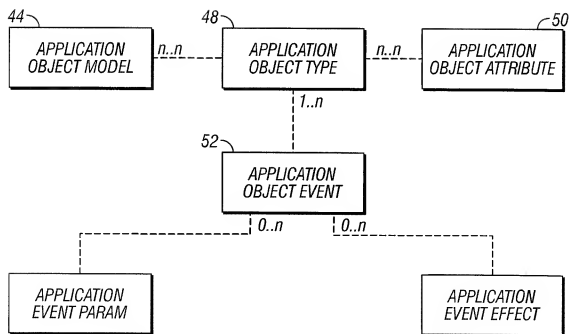 44
48
50
APPLICATION
OBJECT MODEL
n..n
APPLICATION
OBJECT TYPE
n..n
APPLICATION
OBJECT ATTRIBUTE
1..n
52
APPLICATION
OBJECT EVENT
0..n
0..n
APPLICATION
EVENT PARAM
APPLICATION
EVENT EFFECT